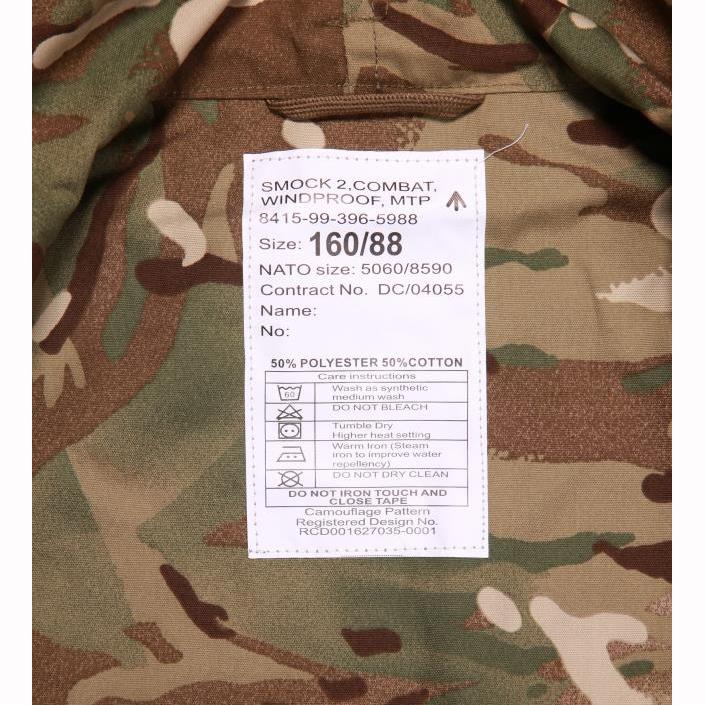 SMOCK 2,COMBAT,
WINDPROOF, MTP
8415-99-396-5988
Size: 160/88
NATO size: 5060/8590
Contract No. DC/04055
Name:
No:
50% POLYESTER 50%COTTON
Care instructions
60
Wash as synthetic
medium wash
DO NOT BLEACH
Tumble Dry
Higher heat setting
Warm Iron (Steam
iron to improve water
repellency)
DO NOT DRY CLEAN
DO NOT IRON TOUCH AND
CLOSE TAPE
Camouflage Pattern
Registered Design No.
RCD001627035-0001